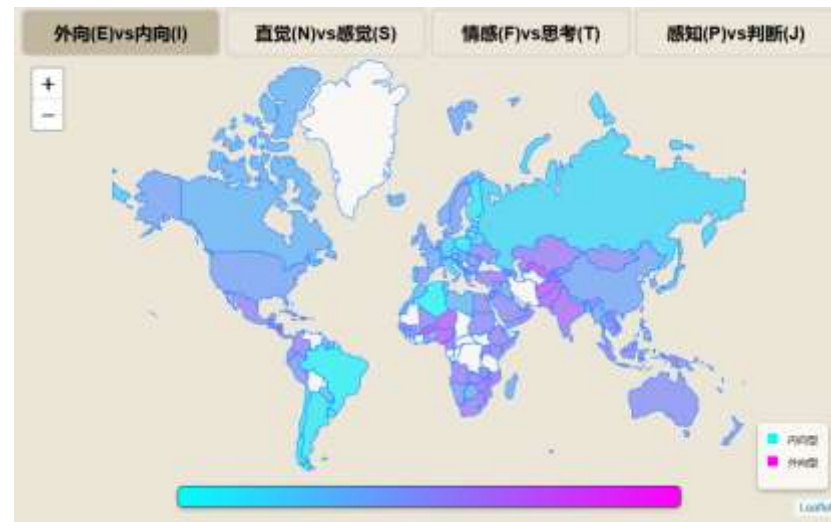 外向(E)vs内向(I)
直觉(N)vs感觉(S)
情感(F)vs思考(T)
感知(P)vs判断(J)
+
−
内向型
外向型